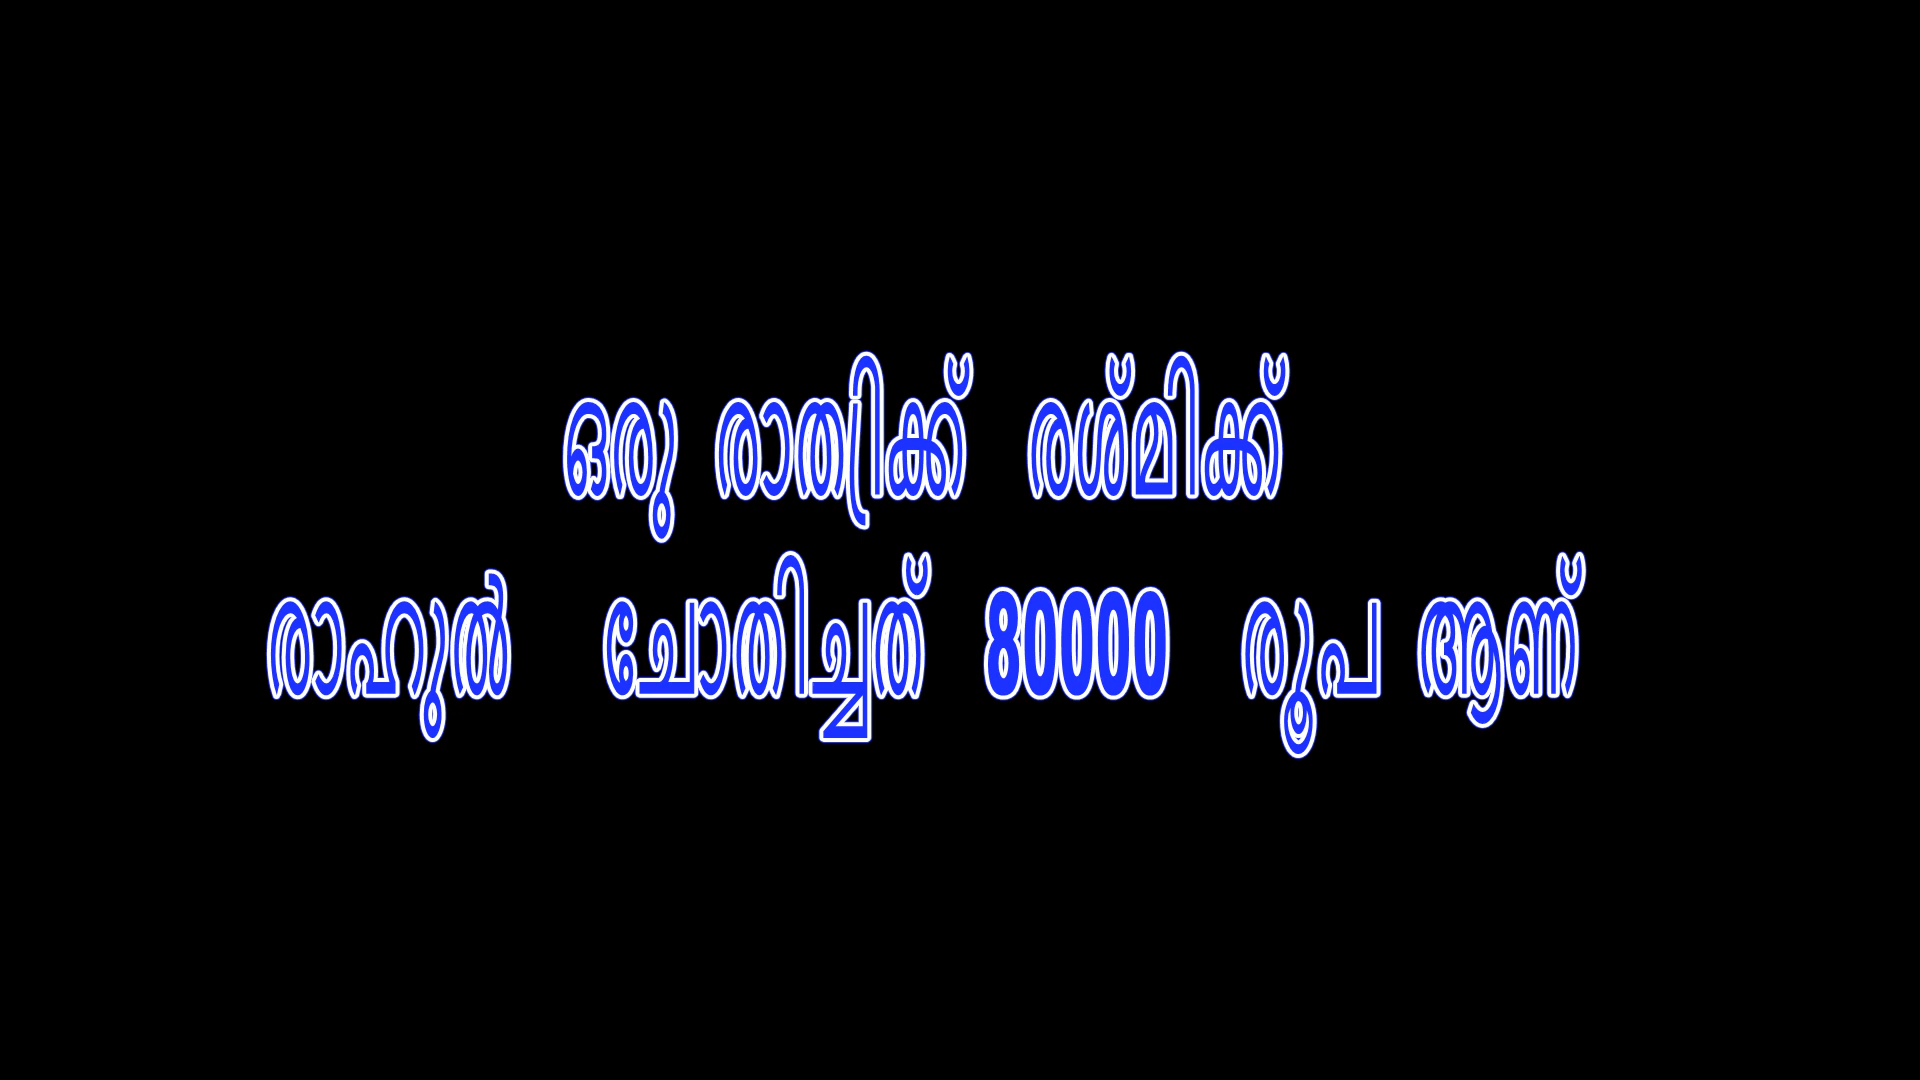 ഒരു രാത്രിക്ക് രശ്മിക്ക്
രാഹുൽ ചോതിച്ചത് 80000 രൂപ ആണ്